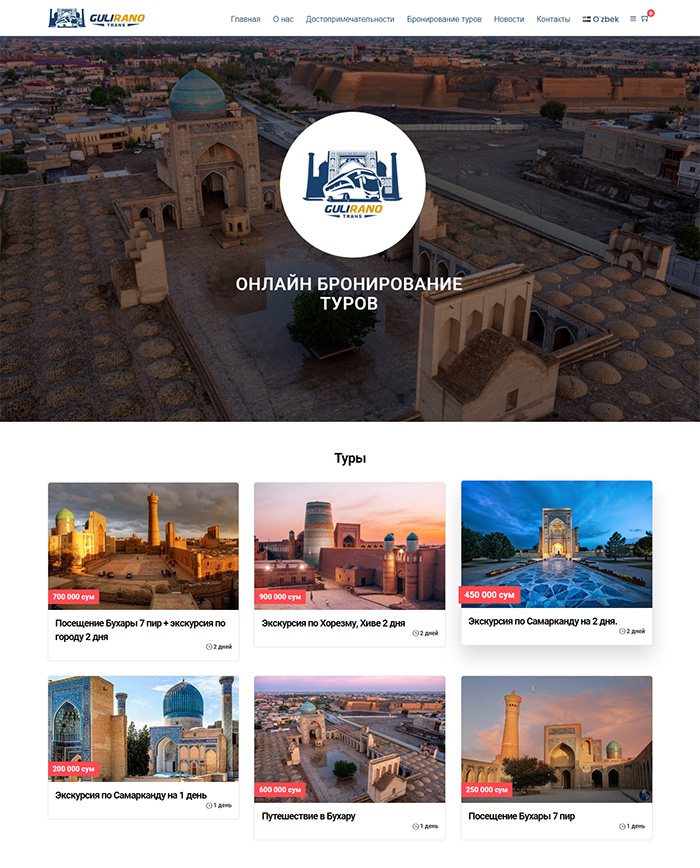 GULIRANO
TRANS
Главная О нас Достопримечательности Бронирование туров Новости Контакты O'zbek 0
GULIRANO
TRANS
ОНЛАЙН БРОНИРОВАНИЕ
ТУРОВ
Туры
700 000 сум
Посещение Бухары 7 пир + экскурсия по
городу 2 дня
2 дней
900 000 сум
Экскурсия по Хорезму, Хиве 2 дня
2 дней
450 000 сум
Экскурсия по Самарканду на 2 дня.
2 дней
200 000 сум
Экскурсия по Самарканду на 1 день
1 день
600 000 сум
Путешествие в Бухару
1 день
250 000 сум
Посещение Бухары 7 пир
1 день